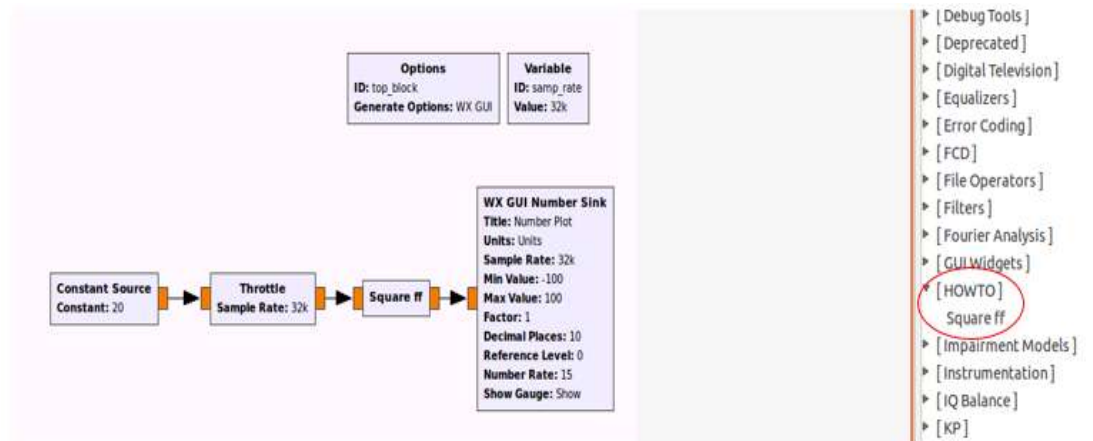 Options
ID: top_block
Generate Options: WX GUI
Variable
ID: samp_rate
Value: 32k
Constant Source
Constant: 20
Throttle
Sample Rate: 32k
Square ff
WX GUI Number Sink
Title: Number Plot
Units: Units
Sample Rate: 32k
Min Value: -100
Max Value: 100
Factor: 1
Decimal Places: 10
Reference Level: 0
Number Rate: 15
Show Gauge: Show
[ Debug Tools ]
[ Deprecated ]
[ Digital Television ]
[ Equalizers ]
[ Error Coding ]
[ FCD ]
[ File Operators ]
[ Filters ]
[ Fourier Analysis ]
[ GUI Widgets ]
[ HOWTO ]
Square ff
[ Impairment Models ]
[ Instrumentation ]
[ IQ Balance ]
[ KP ]